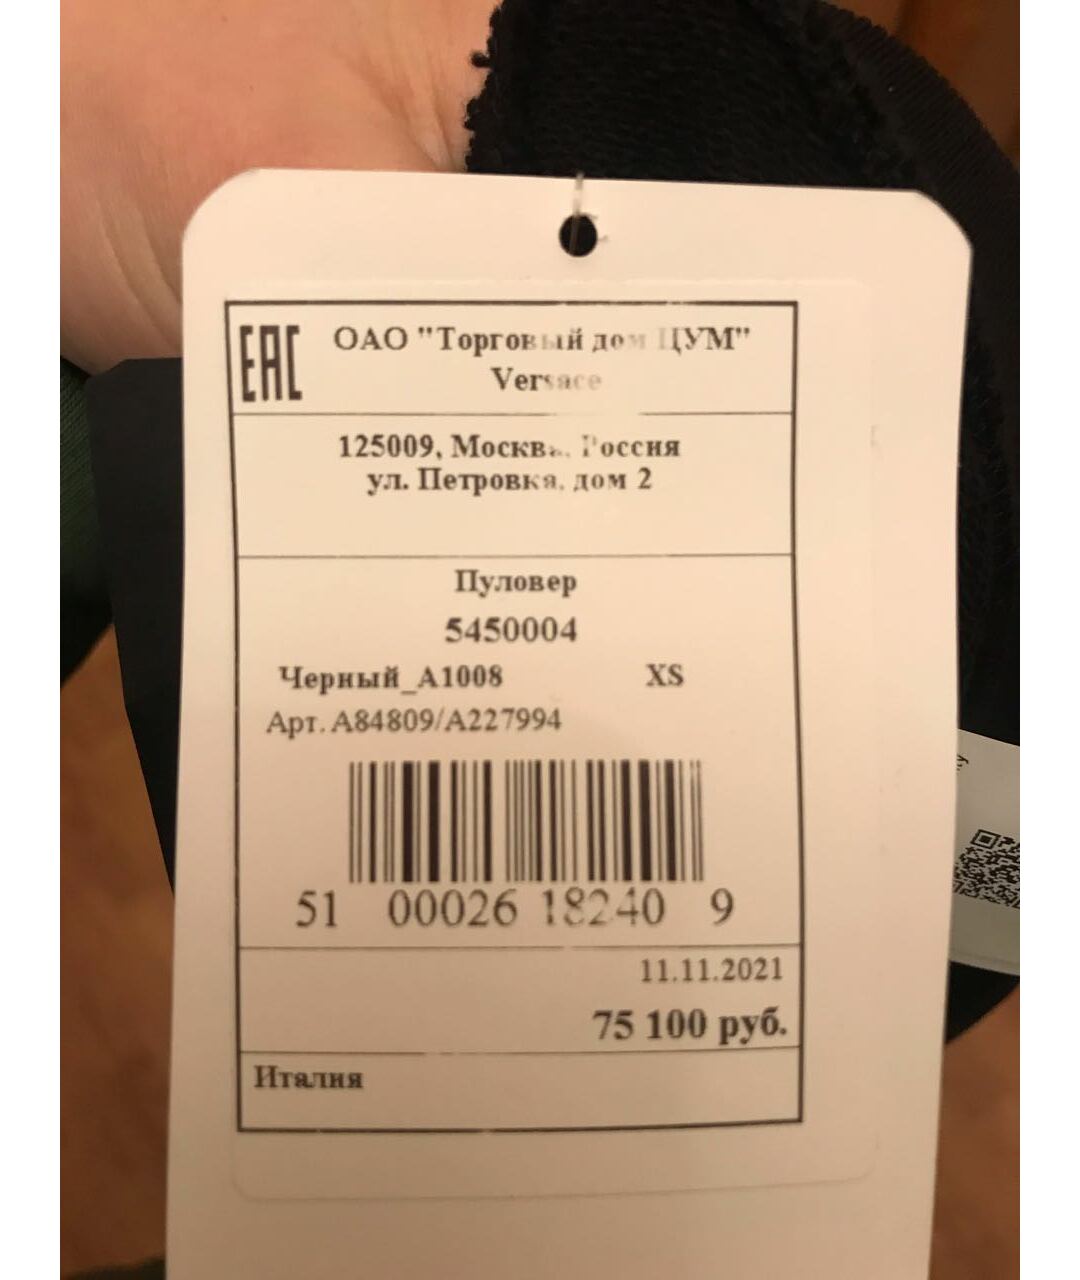 EAC ОАО "Торговый дом ЦУМ"
Versace
125009, Москва, Россия
ул. Петровка, дом 2
Пуловер
5450004
Черный_A1008 XS
Арт. A84809/A227994
51 00026 18240 9
11.11.2021
75 100 руб.
Италия